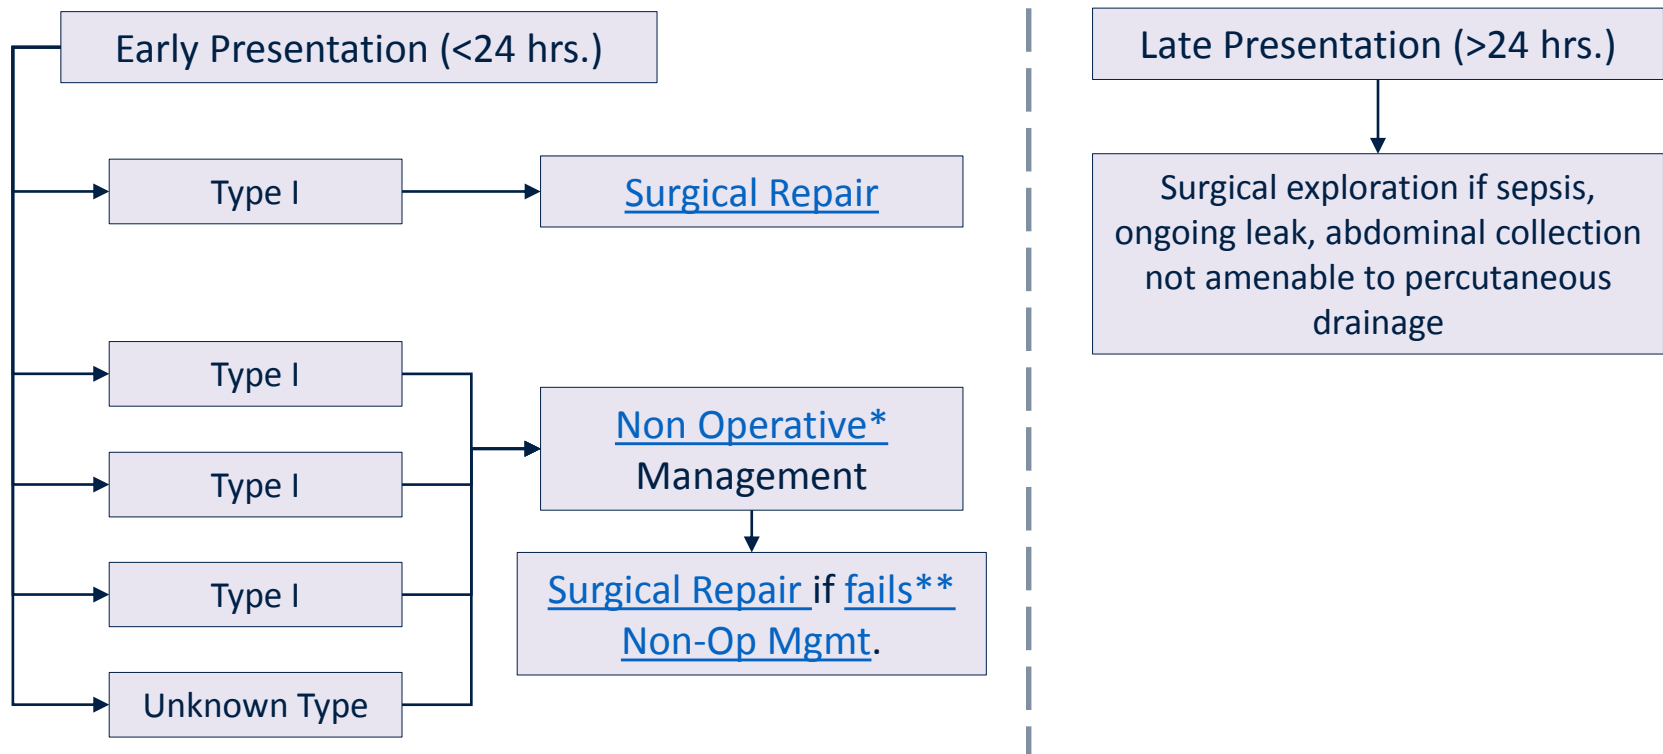 Early Presentation (<24 hrs.)
Type I
Surgical Repair
Type I
Type I
Type I
Unknown Type
Non Operative*
Management
Surgical Repair if fails**
Non-Op Mgmt.
Late Presentation (>24 hrs.)
Surgical exploration if sepsis,
ongoing leak, abdominal collection
not amenable to percutaneous
drainage